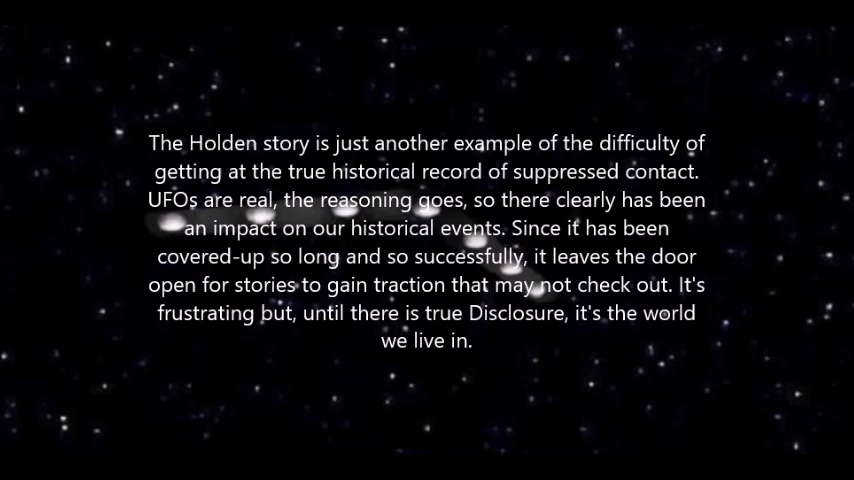 The Holden story is just another example of the difficulty of
getting at the true historical record of suppressed contact.
UFOs are real, the reasoning goes, so there clearly has been
an impact on our historical events. Since it has been
covered-up so long and so successfully, it leaves the door
open for stories to gain traction that may not check out. It's
frustrating but, until there is true Disclosure, it's the world
we live in.